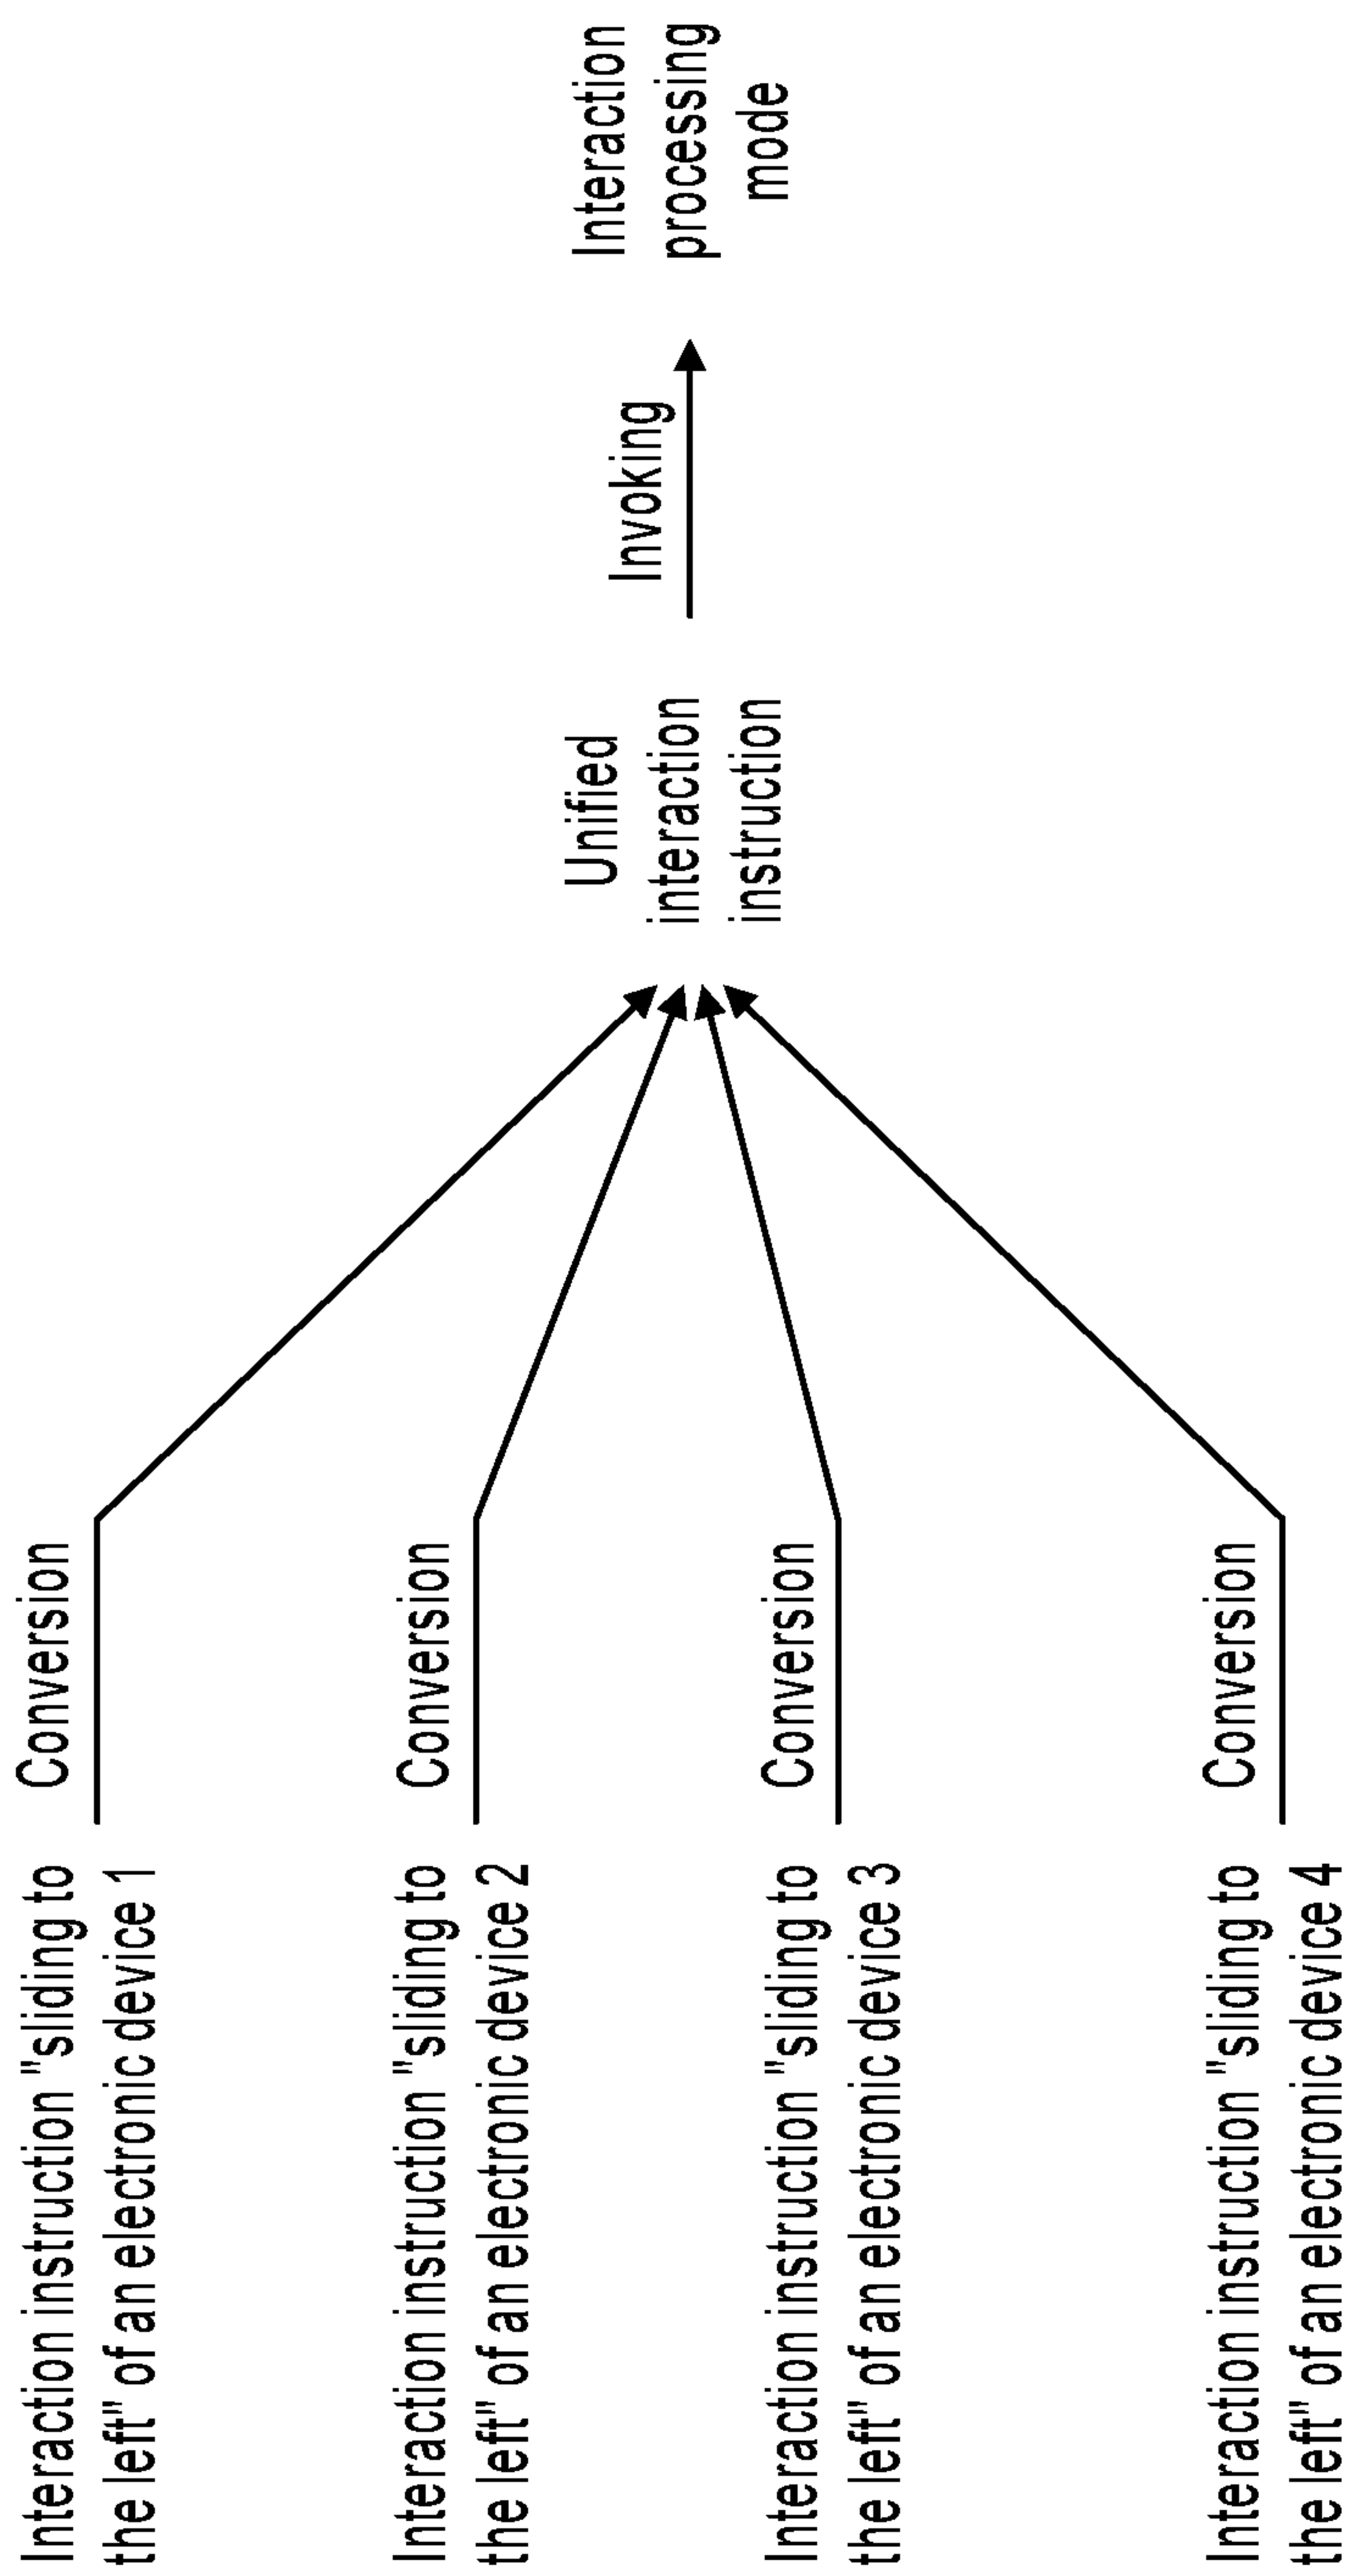 Interaction instruction "sliding to
the left" of an electronic device 1
Conversion
Interaction instruction "sliding to
the left" of an electronic device 2
Conversion
Interaction instruction "sliding to
the left" of an electronic device 3
Conversion
Interaction instruction "sliding to
the left" of an electronic device 4
Conversion
Unified
interaction
instruction
Invoking
Interaction
processing
mode